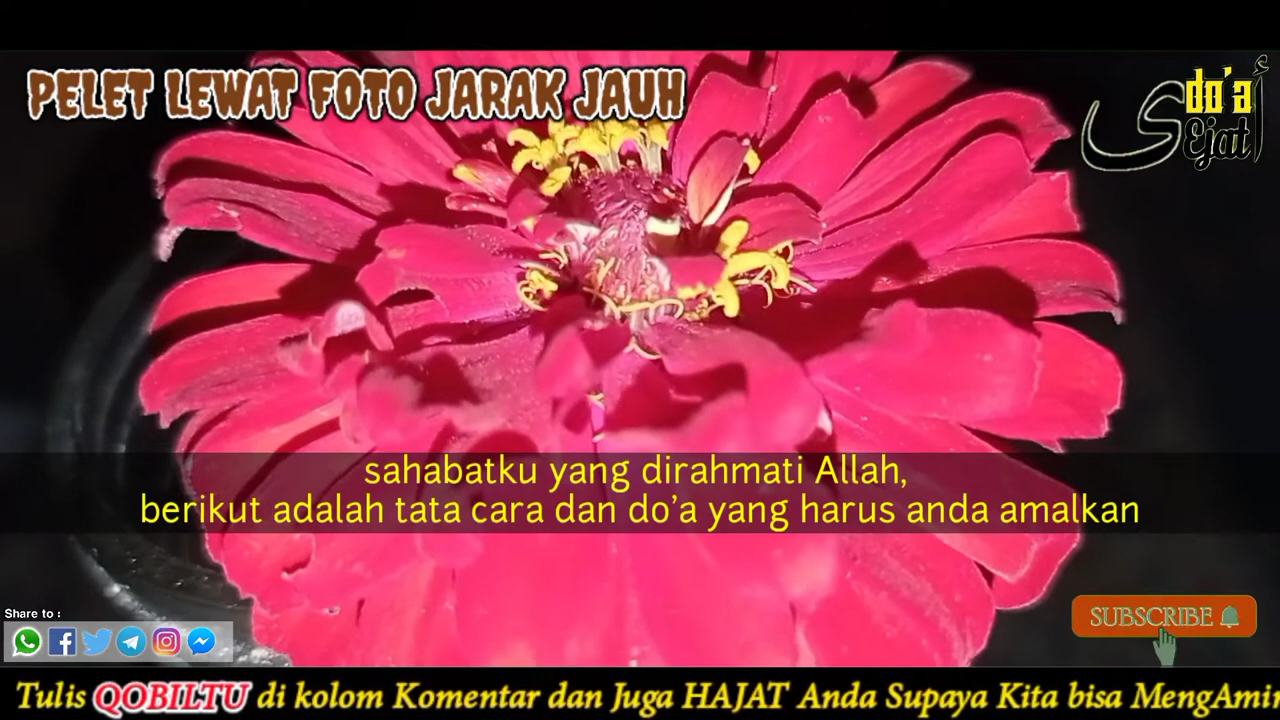 PELET LEWAT FOTO JARAK JAUH
do'a
Ejat
sahabatku yang dirahmati Allah,
berikut adalah tata cara dan do'a yang harus anda amalkan
Share to :
SUBSCRIBE
Tulis QOBILTU di kolom Komentar dan Juga HAJAT Anda Supaya Kita bisa MengAmin